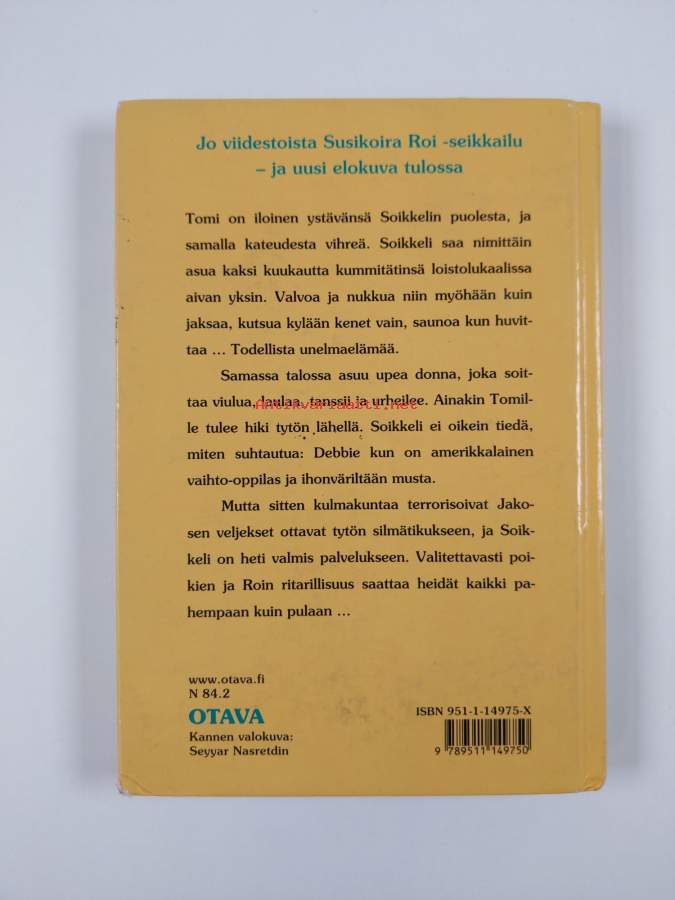 Jo viidestoista Susikoira Roi -seikkailu
– ja uusi elokuva tulossa
Tomi on iloinen ystävänsä Soikkelin puolesta, ja
samalla kateudesta vihreä. Soikkeli saa nimittäin
asua kaksi kuukautta kummitätinsä loistolukaalissa
aivan yksin. Valvoa ja nukkua niin myöhään kuin
jaksaa, kutsua kylään kenet vain, saunoa kun huvit-
taa ... Todellista unelmaelämää.
Samassa talossa asuu upea donna, joka soit-
taa viulua, laulaa, tanssii ja urheilee. Ainakin Tomil-
Antikvariaatti.net
le tulee hiki tytön lähellä. Soikkeli ei oikein tiedä,
miten suhtautua: Debbie kun on amerikkalainen
vaihto-oppilas ja ihonväriltään musta.
Mutta sitten kulmakuntaa terrorisoivat Jako-
sen veljekset ottavat tytön silmätikukseen, ja Soik-
keli on heti valmis palvelukseen. Valitettavasti poi-
kien ja Roin ritarillisuus saattaa heidät kaikki pa-
hempaan kuin pulaan ...
www.otava.fi
N 84.2
OTAVA
Kannen valokuva:
Seyyar Nasretdin
ISBN 951-1-14975-X
9 789511 149750